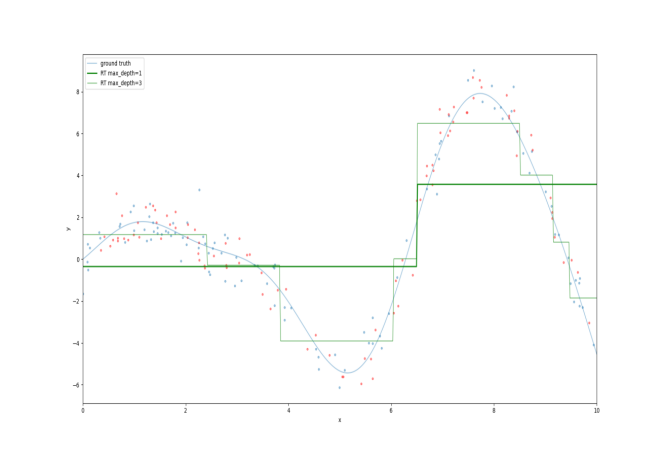 ground truth
RT max_depth=1
RT max_depth=3
8
6
4
2
0
−2
−4
−6
y
0
2
4
6
8
10
x